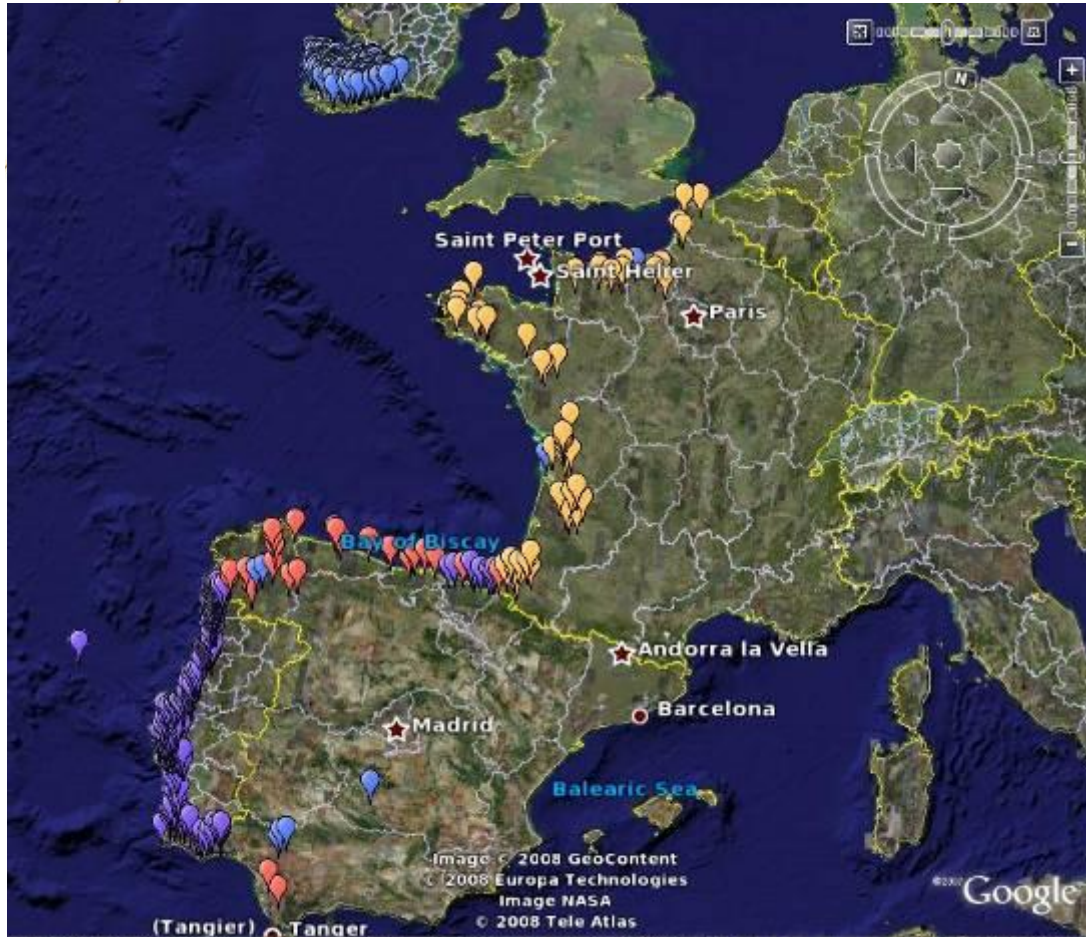 N
Saint Peter Port
Saint Helier
Paris
Bay of Biscay
Andorra la Vella
Barcelona
Madrid
Balearic Sea
Image © 2008 GeoContent
© 2008 Europa Technologies
Image NASA
© 2008 Tele Atlas
©2007 Google
(Tangier) Tanger